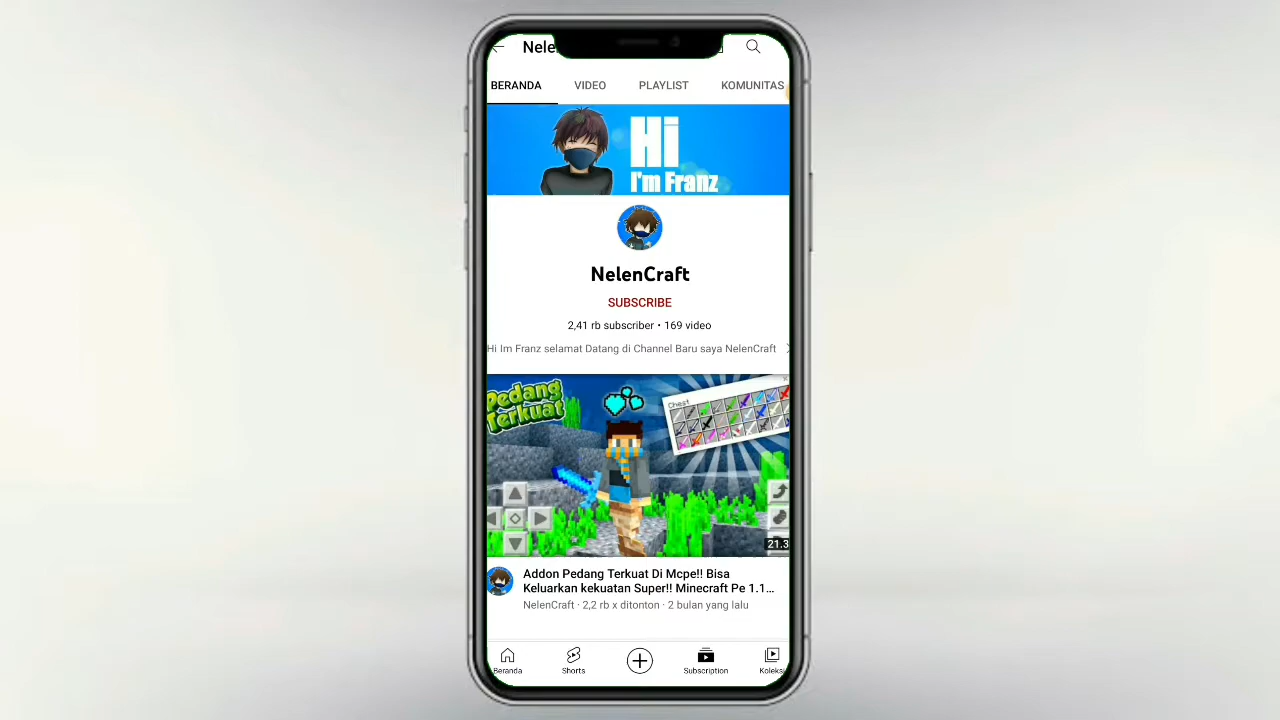 Nele
BERANDA VIDEO PLAYLIST KOMUNITAS
Hi
I'm Franz
NelenCraft
SUBSCRIBE
2,41 rb subscriber • 169 video
Hi Im Franz selamat Datang di Channel Baru saya NelenCraft
Pedang
Terkuat
Chest
21.3
Addon Pedang Terkuat Di Mcpe!! Bisa
Keluarkan kekuatan Super!! Minecraft Pe 1.1...
NelenCraft · 2,2 rb x ditonton · 2 bulan yang lalu
Beranda Shorts Subscription Koleksi